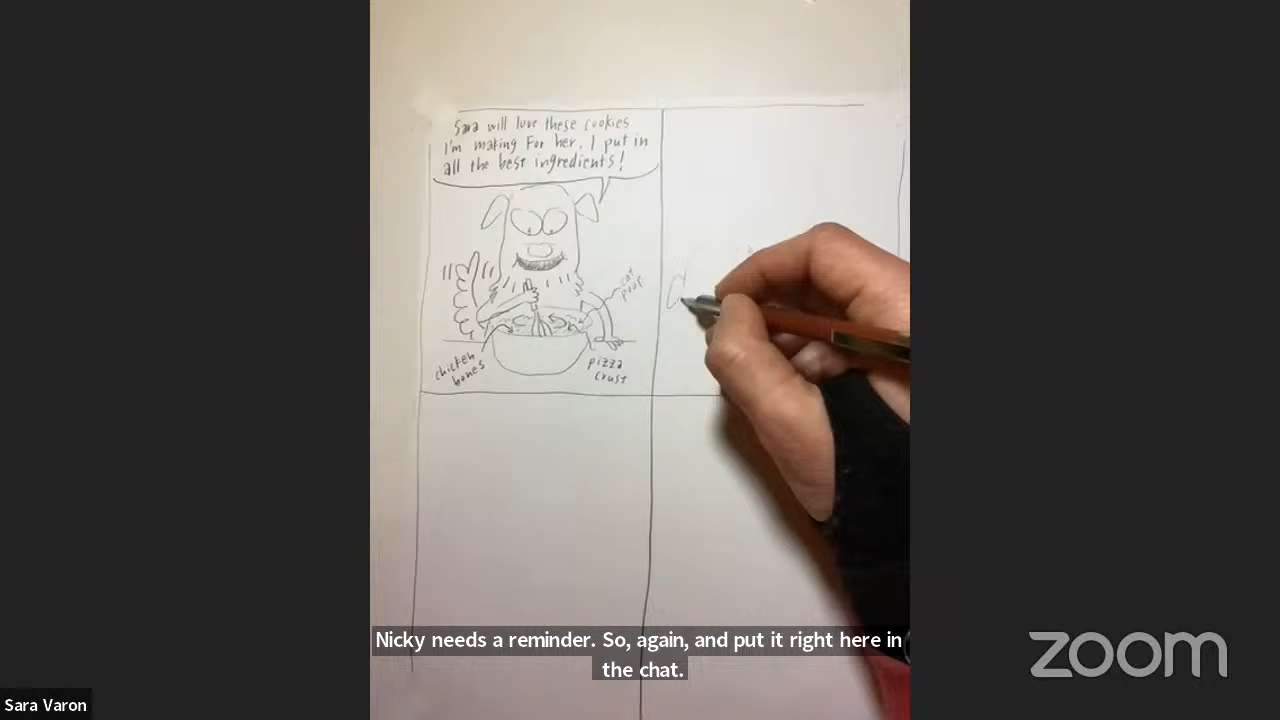 Sara will love these cookies
I'm making for her. I put in
all the best ingredients!
cat
poop
chicken
bones
pizza
crust
Nicky needs a reminder. So, again, and put it right here in
the chat.
zoom
Sara Varon